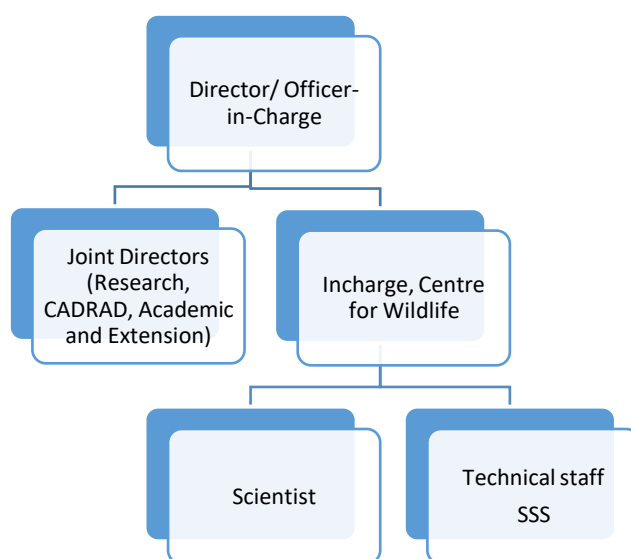 Director/ Officer-
in-Charge
Joint Directors
(Research,
CADRAD, Academic
and Extension)
Incharge, Centre
for Wildlife
Scientist
Technical staff
SSS